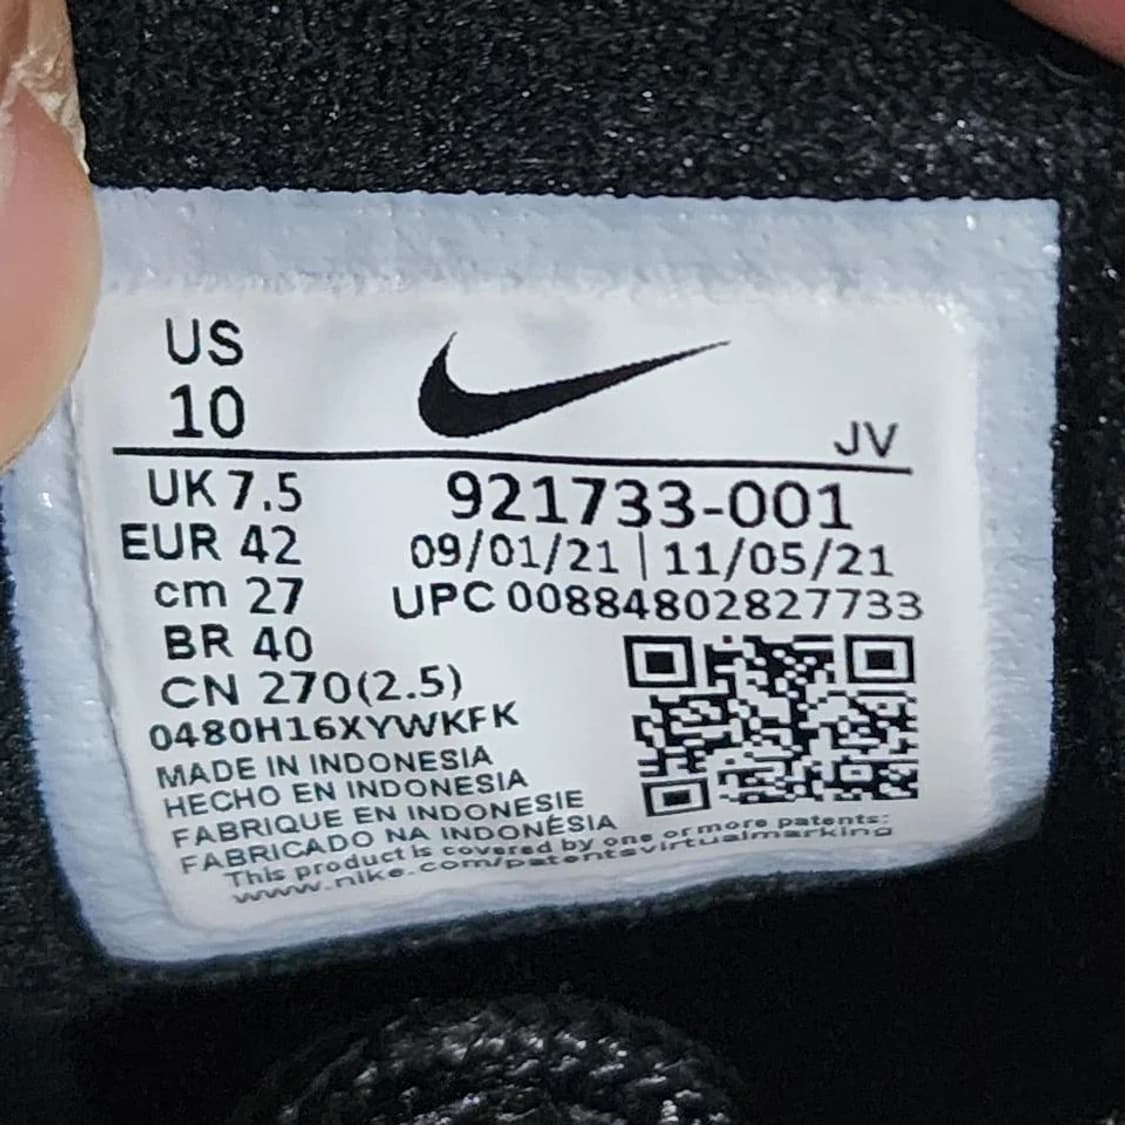 US
10
JV
UK 7.5
921733-001
EUR 42
09/01/21 | 11/05/21
cm 27
UPC 00884802827733
BR 40
CN 270(2.5)
0480H16XYWKFK
MADE IN INDONESIA
HECHO EN INDONESIA
FABRIQUE EN INDONESIE
FABRICADO NA INDONÉSIA
This product is covered by one or more patents:
www.nike.com/patentsvirtualmarking